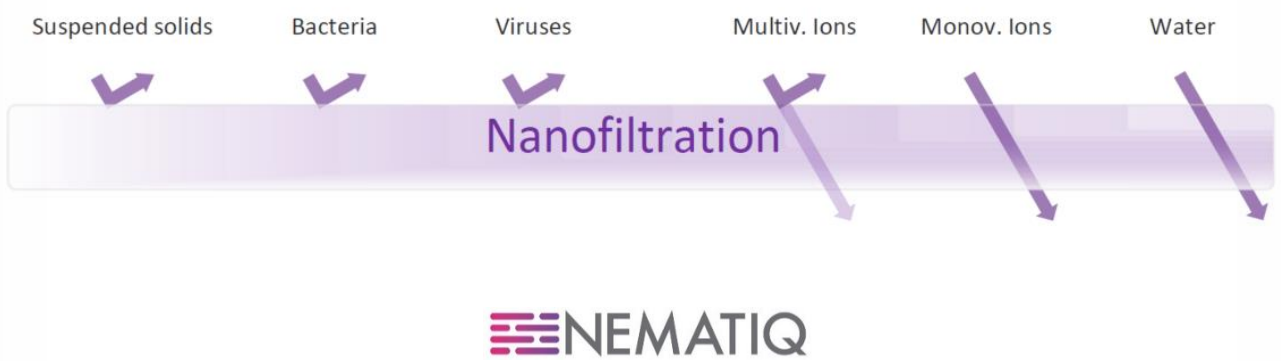 Suspended solids Bacteria Viruses Multiv. Ions Monov. Ions Water
Nanofiltration
NEMATIQ